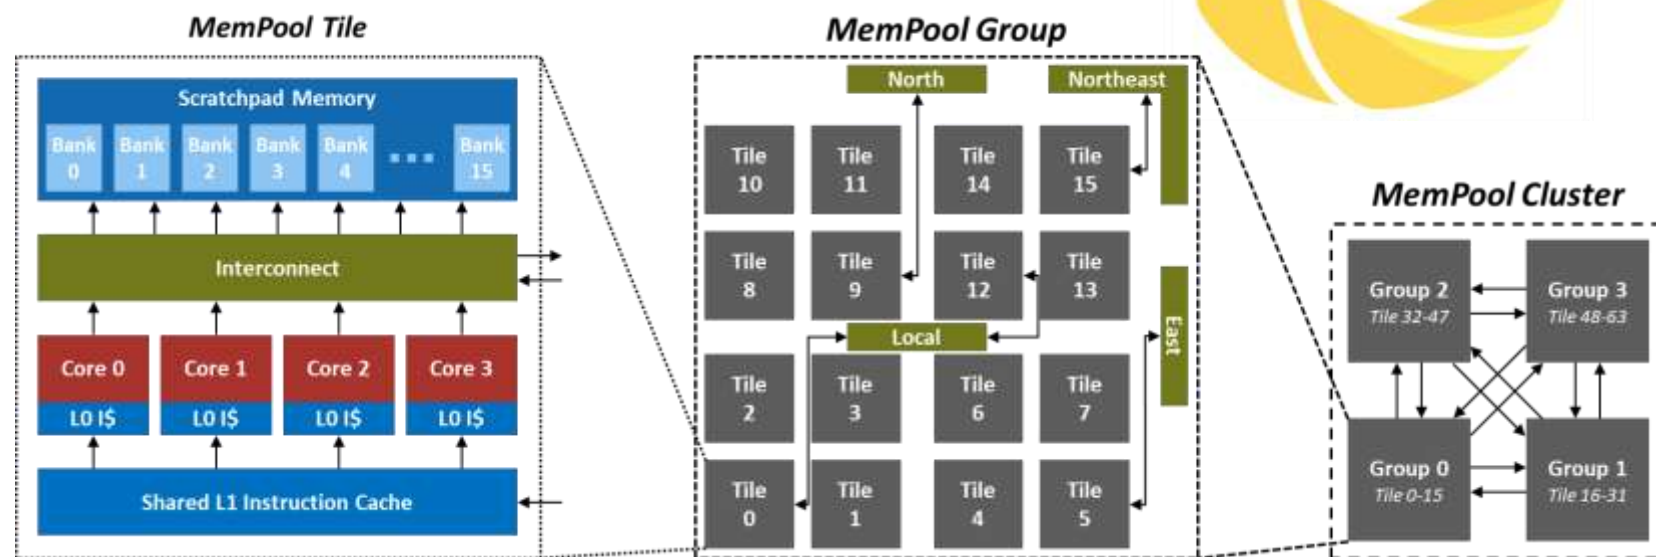 MemPool Tile
Scratchpad Memory
Bank 0
Bank 1
Bank 2
Bank 3
Bank 4
Bank 15
Interconnect
Core 0
Core 1
Core 2
Core 3
L0 I$
L0 I$
L0 I$
L0 I$
Shared L1 Instruction Cache
MemPool Group
North
Northeast
Tile 10
Tile 11
Tile 14
Tile 15
Tile 8
Tile 9
Tile 12
Tile 13
Local
East
Tile 2
Tile 3
Tile 6
Tile 7
Tile 0
Tile 1
Tile 4
Tile 5
MemPool Cluster
Group 2
Tile 32-47
Group 3
Tile 48-63
Group 0
Tile 0-15
Group 1
Tile 16-31